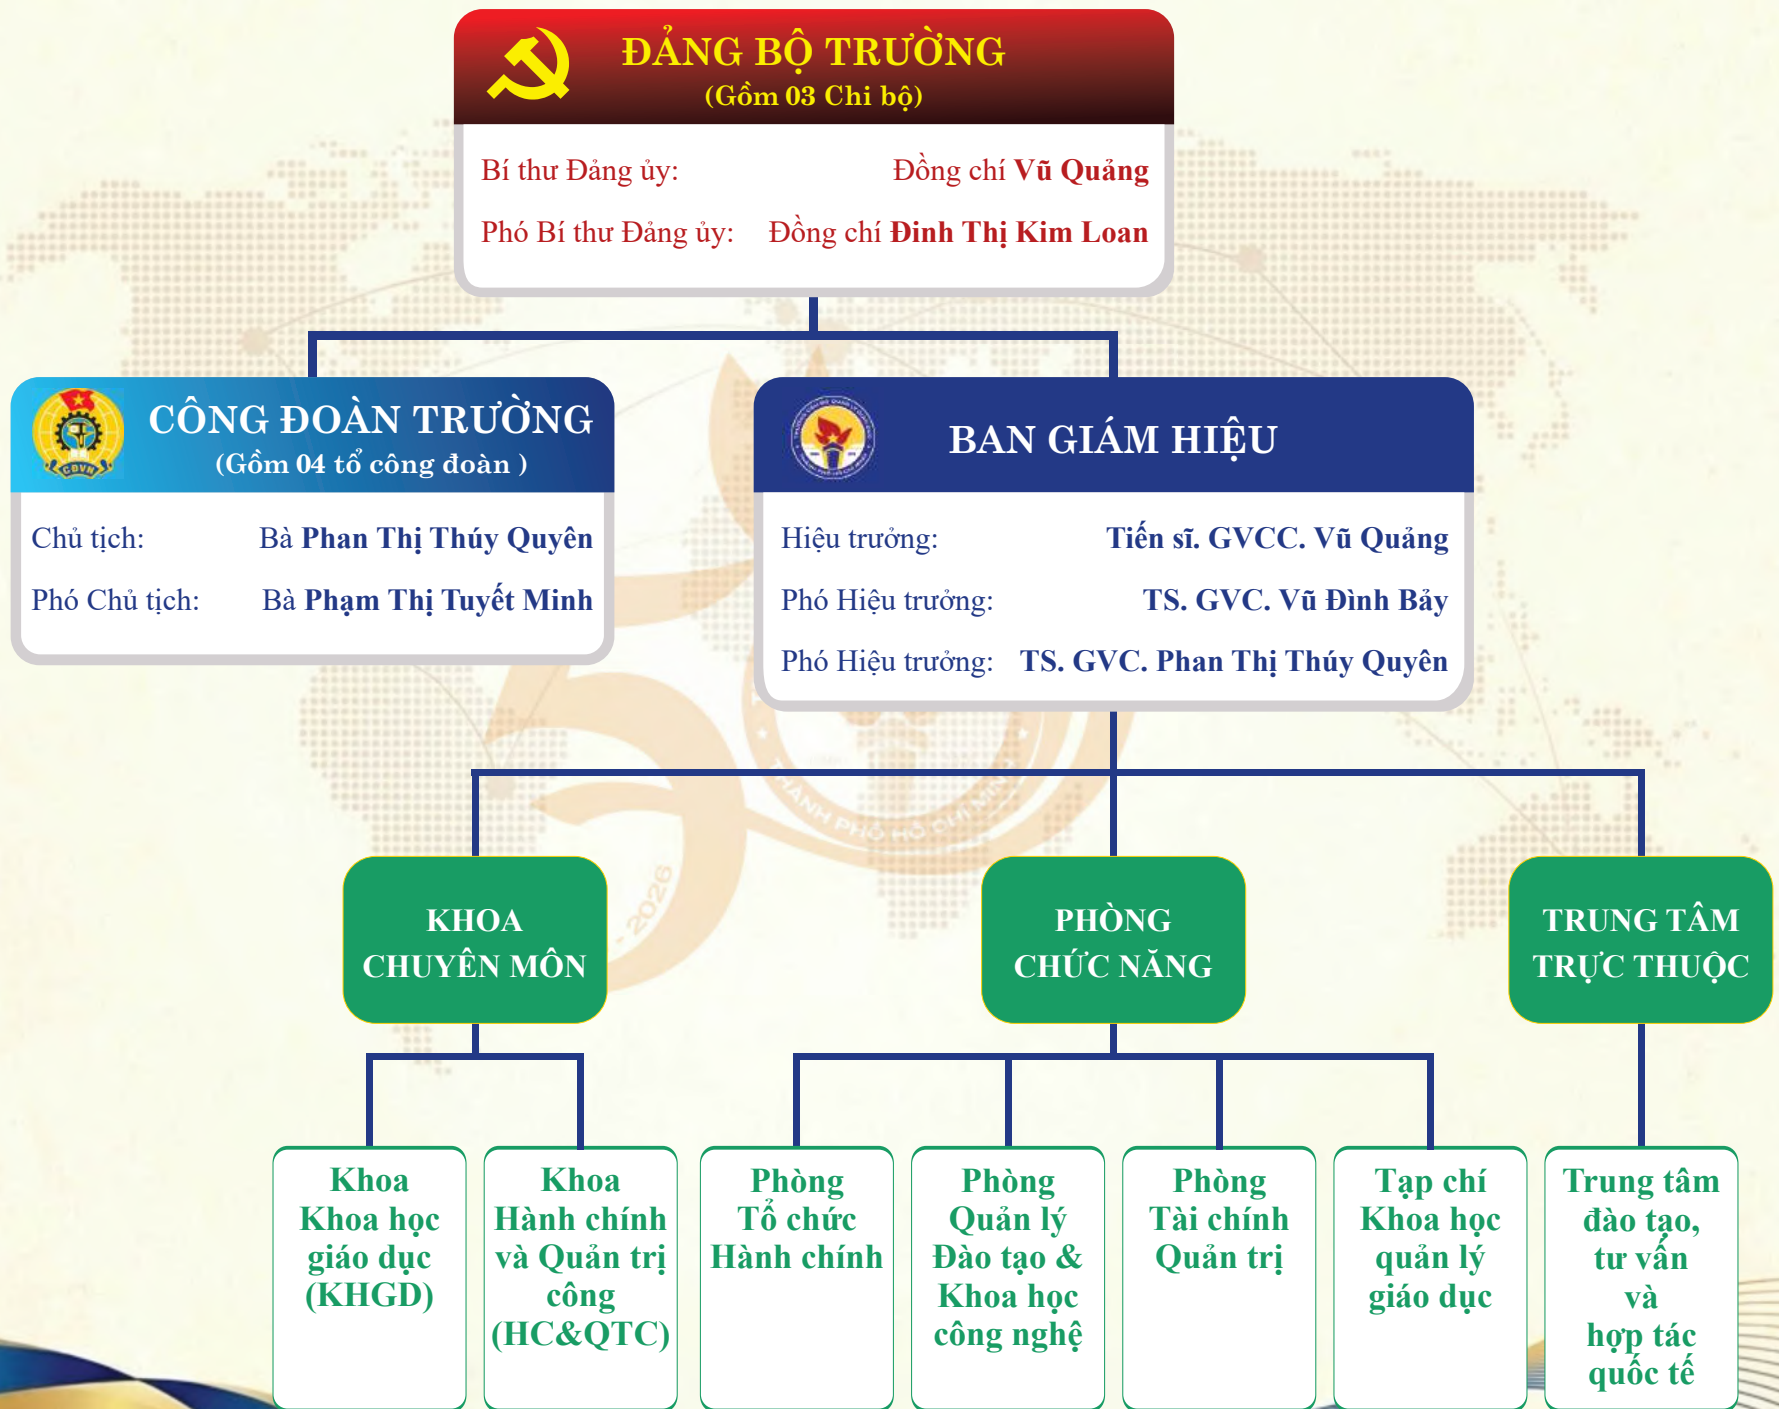 ĐẢNG BỘ TRƯỜNG
(Gồm 03 Chi bộ)
Bí thư Đảng ủy: Đồng chí Vũ Quảng
Phó Bí thư Đảng ủy: Đồng chí Đinh Thị Kim Loan
CÔNG ĐOÀN TRƯỜNG
(Gồm 04 tổ công đoàn )
CĐVN
Chủ tịch: Bà Phan Thị Thúy Quyên
Phó Chủ tịch: Bà Phạm Thị Tuyết Minh
BAN GIÁM HIỆU
Hiệu trưởng: Tiến sĩ. GVCC. Vũ Quảng
Phó Hiệu trưởng: TS. GVC. Vũ Đình Bảy
Phó Hiệu trưởng: TS. GVC. Phan Thị Thúy Quyên
THÀNH PHỐ HỒ CHÍ MINH
- 2026
KHOA
CHUYÊN MÔN
PHÒNG
CHỨC NĂNG
TRUNG TÂM
TRỰC THUỘC
Khoa
Khoa học
giáo dục
(KHGD)
Khoa
Hành chính
và Quản trị
công
(HC&QTC)
Phòng
Tổ chức
Hành chính
Phòng
Quản lý
Đào tạo &
Khoa học
công nghệ
Phòng
Tài chính
Quản trị
Tạp chí
Khoa học
quản lý
giáo dục
Trung tâm
đào tạo,
tư vấn
và
hợp tác
quốc tế